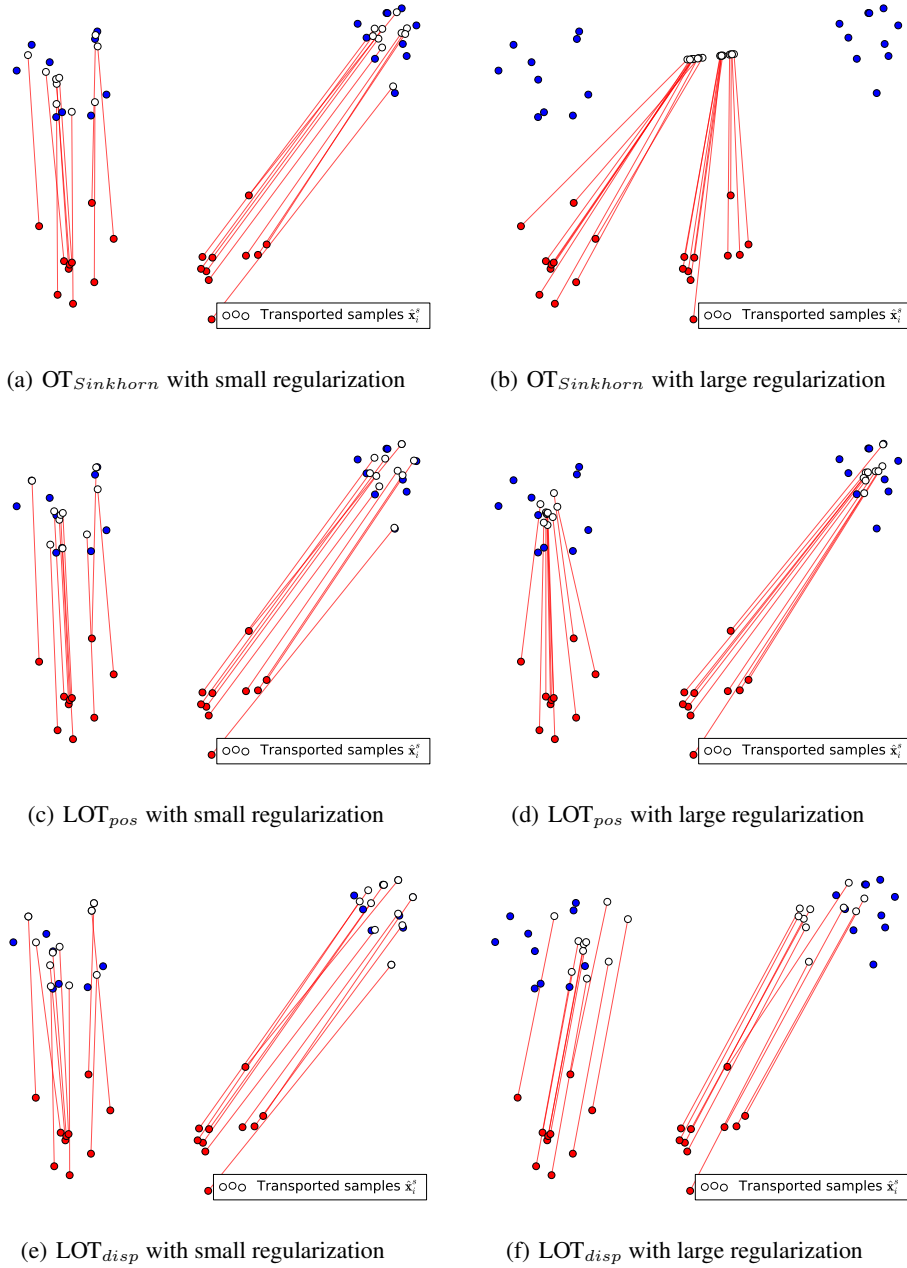 Transported samples x̂ᵢˢ
Transported samples x̂ᵢˢ
(a) OT_Sinkhorn with small regularization
(b) OT_Sinkhorn with large regularization
Transported samples x̂ᵢˢ
Transported samples x̂ᵢˢ
(c) LOT_pos with small regularization
(d) LOT_pos with large regularization
Transported samples x̂ᵢˢ
Transported samples x̂ᵢˢ
(e) LOT_disp with small regularization
(f) LOT_disp with large regularization